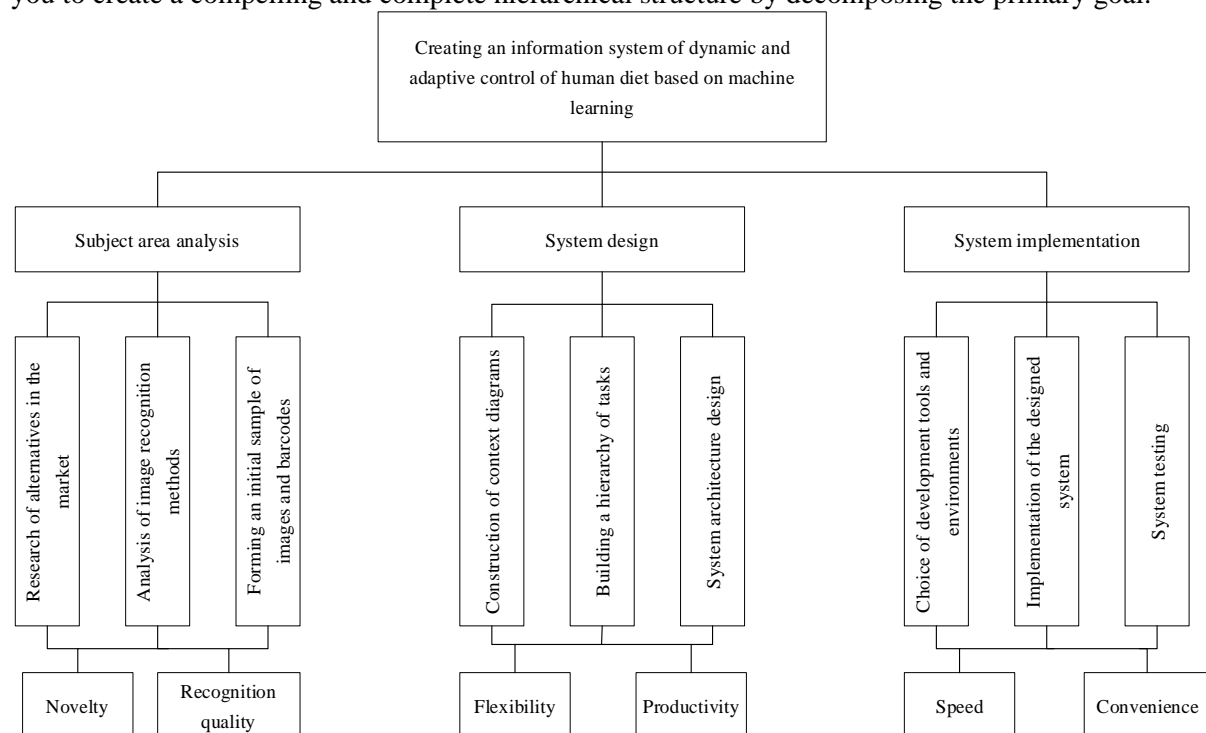 you to create a compelling and complete hierarchical structure by decomposing the primary goal.
Creating an information system of dynamic and
adaptive control of human diet based on machine
learning
Subject area analysis
System design
System implementation
Research of alternatives in the
market
Analysis of image recognition
methods
Forming an initial sample of
images and barcodes
Construction of context diagrams
Building a hierarchy of tasks
System architecture design
Choice of development tools and
environments
Implementation of the designed
system
System testing
Novelty
Recognition
quality
Flexibility
Productivity
Speed
Convenience